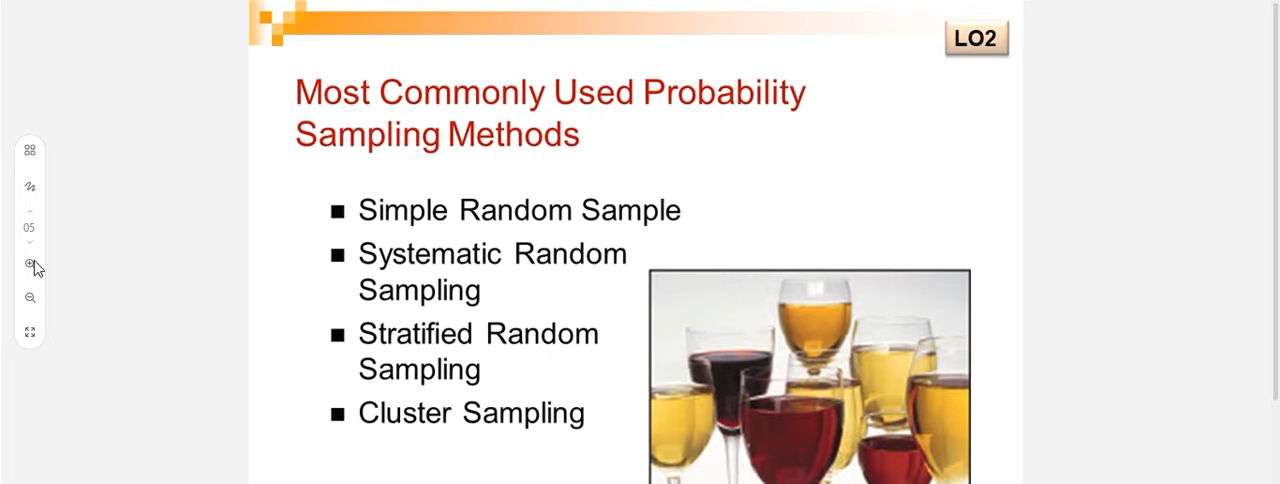 LO2
Most Commonly Used Probability
Sampling Methods
Simple Random Sample
Systematic Random
Sampling
05
Stratified Random
Sampling
Cluster Sampling